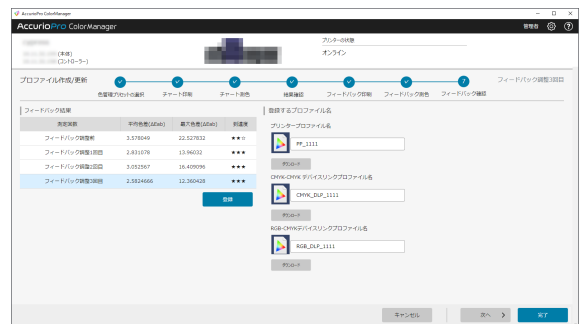 AccurioPro ColorManager
AccurioPro ColorManager
管理者
プリンターの状態
(本体)
(コントローラー)
オンライン
プロファイル作成/更新
色管理プリセットの選択
チャート印刷
チャート測色
結果確認
フィードバック印刷
フィードバック測色
7
フィードバック確認
フィードバック調整3回目
フィードバック結果
測定実数 平均色差(ΔEab) 最大色差(ΔEab) 到達度
フィードバック調整前 3.578049 22.527832 ★★☆
フィードバック調整1回目 2.831078 13.96032 ★★★
フィードバック調整2回目 3.052567 16.409096 ★★★
フィードバック調整3回目 2.5824666 12.360428 ★★★
登録
登録するプロファイル名
プリンタープロファイル名
PP_1111
ダウンロード
CMYK-CMYK デバイスリンクプロファイル名
CMYK_DLP_1111
ダウンロード
RGB-CMYKデバイスリンクプロファイル名
RGB_DLP_1111
ダウンロード
キャンセル
次へ
完了